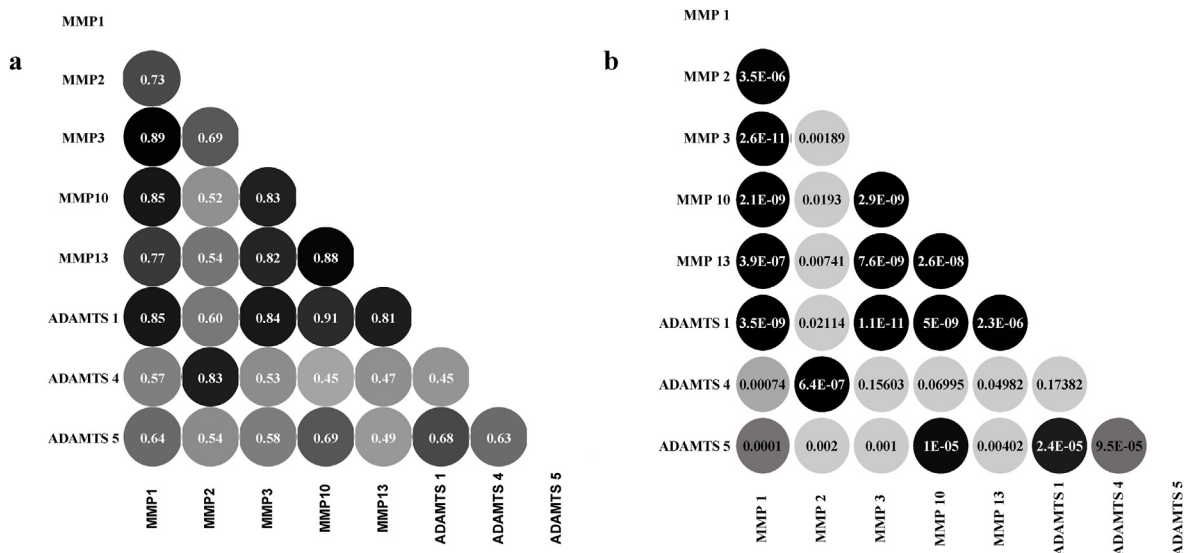 a
MMP1
MMP2 0.73
MMP3 0.89 0.69
MMP10 0.85 0.52 0.83
MMP13 0.77 0.54 0.82 0.88
ADAMTS 1 0.85 0.60 0.84 0.91 0.81
ADAMTS 4 0.57 0.83 0.53 0.45 0.47 0.45
ADAMTS 5 0.64 0.54 0.58 0.69 0.49 0.68 0.63
MMP1 MMP2 MMP3 MMP10 MMP13 ADAMTS 1 ADAMTS 4 ADAMTS 5
b
MMP 1
MMP 2 3.5E-06
MMP 3 2.6E-11 0.00189
MMP 10 2.1E-09 0.0193 2.9E-09
MMP 13 3.9E-07 0.00741 7.6E-09 2.6E-08
ADAMTS 1 3.5E-09 0.02114 1.1E-11 5E-09 2.3E-06
ADAMTS 4 0.00074 6.4E-07 0.15603 0.06995 0.04982 0.17382
ADAMTS 5 0.0001 0.002 0.001 1E-05 0.00402 2.4E-05 9.5E-05
MMP 1 MMP 2 MMP 3 MMP 10 MMP 13 ADAMTS 1 ADAMTS 4 ADAMTS 5